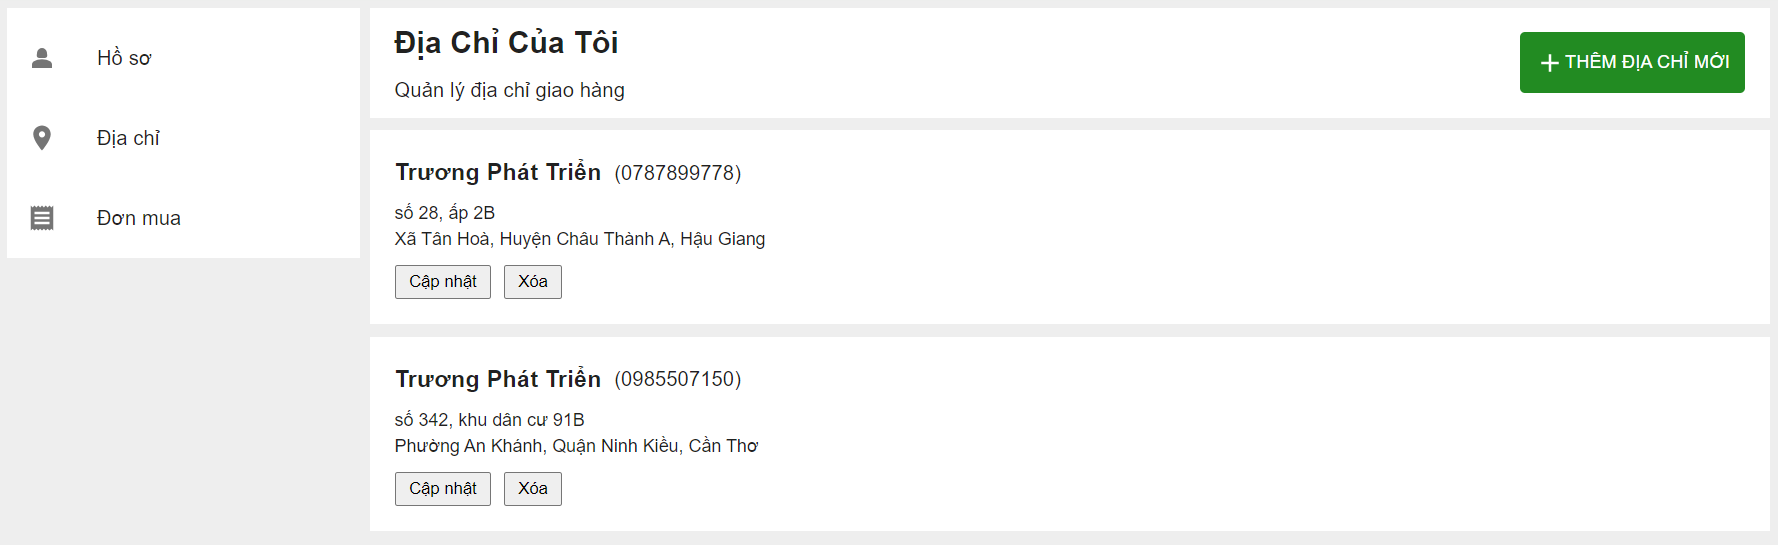 Hồ sơ
Địa chỉ
Đơn mua
Địa Chỉ Của Tôi
Quản lý địa chỉ giao hàng
THÊM ĐỊA CHỈ MỚI
Trương Phát Triển (0787899778)
số 28, ấp 2B
Xã Tân Hoà, Huyện Châu Thành A, Hậu Giang
Cập nhật Xóa
Trương Phát Triển (0985507150)
số 342, khu dân cư 91B
Phường An Khánh, Quận Ninh Kiều, Cần Thơ
Cập nhật Xóa